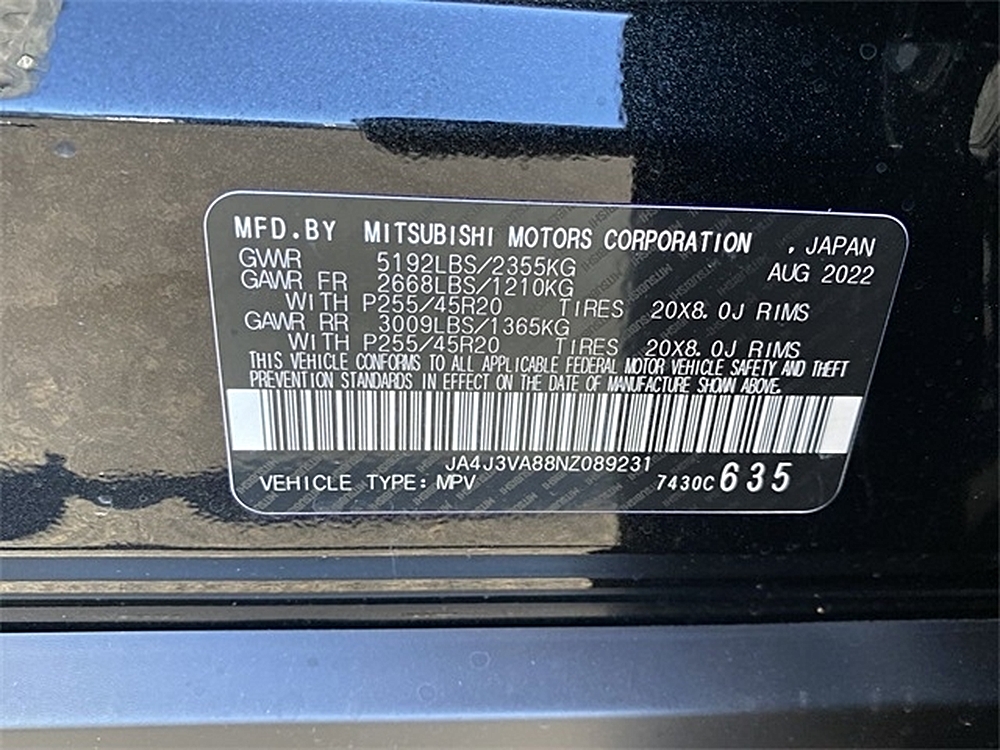 MFD.BY MITSUBISHI MOTORS CORPORATION , JAPAN
GVWR 5192LBS/2355KG AUG 2022
GAWR FR 2668LBS/1210KG
WITH P255/45R20 TIRES 20X8.0J RIMS
GAWR RR 3009LBS/1365KG
WITH P255/45R20 TIRES 20X8.0J RIMS
THIS VEHICLE CONFORMS TO ALL APPLICABLE FEDERAL MOTOR VEHICLE SAFETY AND THEFT
PREVENTION STANDARDS IN EFFECT ON THE DATE OF MANUFACTURE SHOWN ABOVE.
JA4J3VA88NZ089231
VEHICLE TYPE: MPV 7430C635